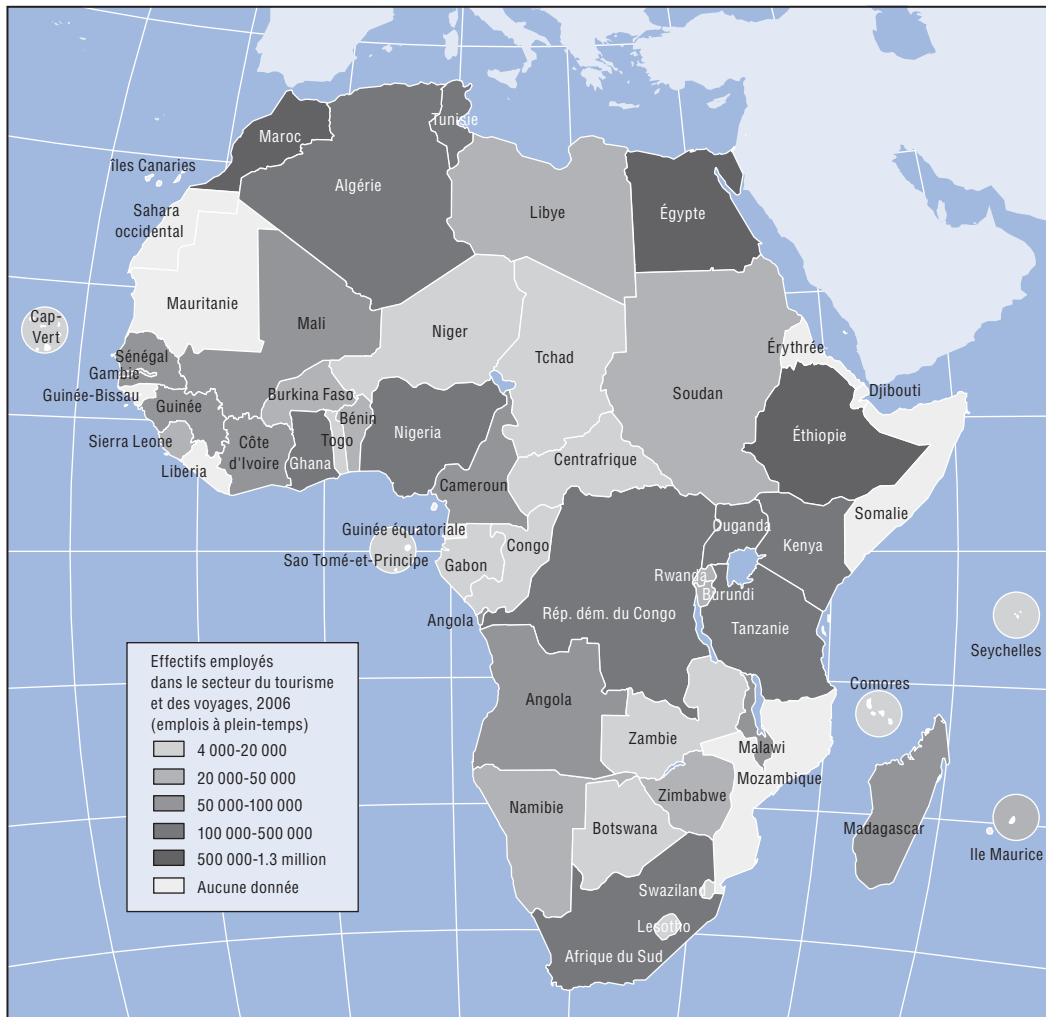 Maroc
Tunisie
Algérie
îles Canaries
Libye
Égypte
Sahara
occidental
Mauritanie
Mali
Niger
Cap-
Vert
Tchad
Sénégal
Gambie
Érythrée
Soudan
Guinée-Bissau
Burkina Faso
Djibouti
Guinée
Bénin
Nigeria
Éthiopie
Sierra Leone
Côte
d'Ivoire
Togo
Ghana
Centrafrique
Liberia
Cameroun
Somalie
Guinée équatoriale
Ouganda
Congo
Kenya
Sao Tomé-et-Principe
Gabon
Rwanda
Burundi
Rép. dém. du Congo
Angola
Tanzanie
Seychelles
Comores
Angola
Zambie
Malawi
Mozambique
Namibie
Zimbabwe
Botswana
Madagascar
Ile Maurice
Swaziland
Lesotho
Afrique du Sud
Effectifs employés
dans le secteur du tourisme
et des voyages, 2006
(emplois à plein-temps)
4 000-20 000
20 000-50 000
50 000-100 000
100 000-500 000
500 000-1.3 million
Aucune donnée